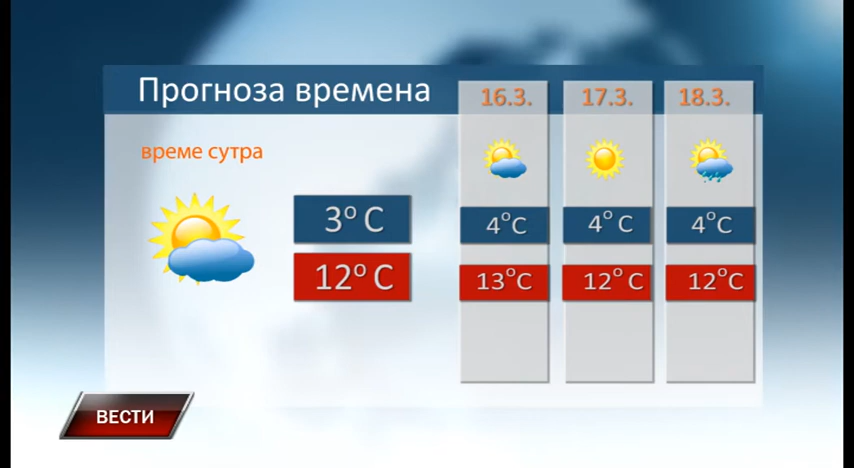 Прогноза времена
време сутра
3° C
12° C
16.3.
4°C
13°C
17.3.
4° C
12° C
18.3.
4°C
12°C
ВЕСТИ